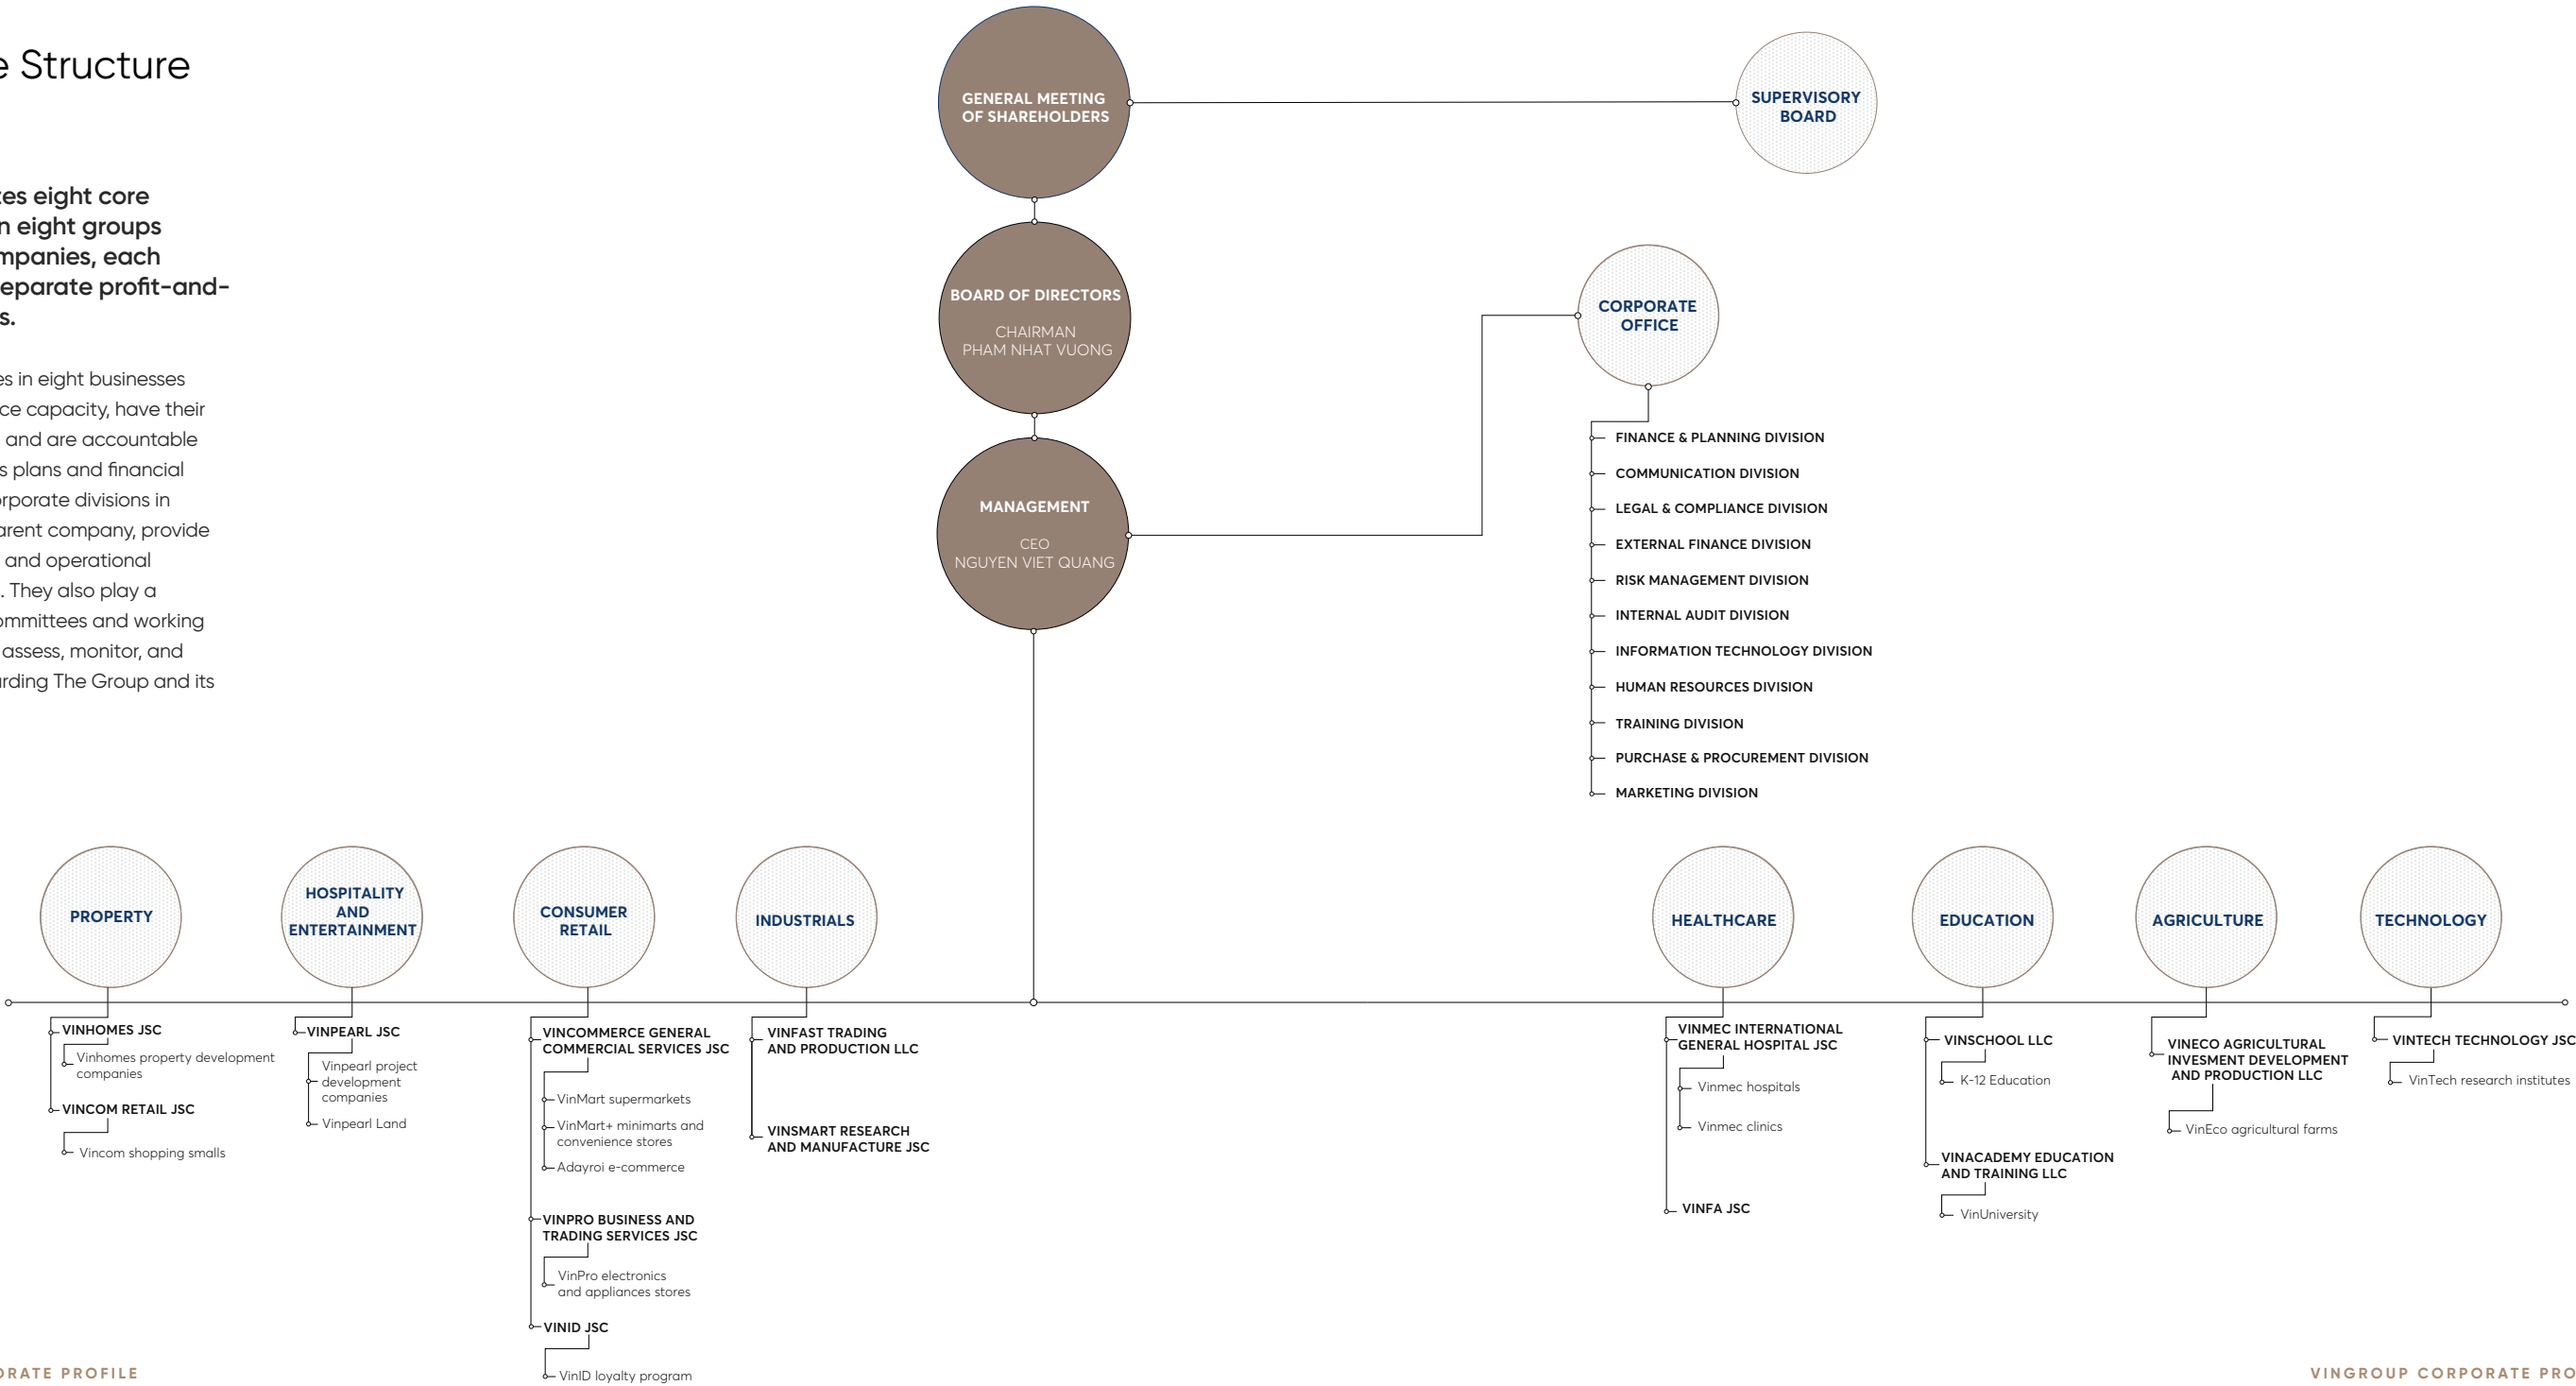 e Structure
tes eight core
n eight groups
mpanies, each
separate profit-and-
s.
es in eight businesses
ce capacity, have their
and are accountable
s plans and financial
orporate divisions in
arent company, provide
and operational
. They also play a
ommittees and working
assess, monitor, and
arding The Group and its
GENERAL MEETING
OF SHAREHOLDERS
SUPERVISORY
BOARD
BOARD OF DIRECTORS
CHAIRMAN
PHAM NHAT VUONG
MANAGEMENT
CEO
NGUYEN VIET QUANG
CORPORATE
OFFICE
FINANCE & PLANNING DIVISION
COMMUNICATION DIVISION
LEGAL & COMPLIANCE DIVISION
EXTERNAL FINANCE DIVISION
RISK MANAGEMENT DIVISION
INTERNAL AUDIT DIVISION
INFORMATION TECHNOLOGY DIVISION
HUMAN RESOURCES DIVISION
TRAINING DIVISION
PURCHASE & PROCUREMENT DIVISION
MARKETING DIVISION
PROPERTY
VINHOMES JSC
Vinhomes property development
companies
VINCOM RETAIL JSC
Vincom shopping smalls
HOSPITALITY
AND
ENTERTAINMENT
VINPEARL JSC
Vinpearl project
development
companies
Vinpearl Land
CONSUMER
RETAIL
VINCOMMERCE GENERAL
COMMERCIAL SERVICES JSC
VinMart supermarkets
VinMart+ minimarts and
convenience stores
Adayroi e-commerce
VINPRO BUSINESS AND
TRADING SERVICES JSC
VinPro electronics
and appliances stores
VINID JSC
VinID loyalty program
INDUSTRIALS
VINFAST TRADING
AND PRODUCTION LLC
VINSMART RESEARCH
AND MANUFACTURE JSC
HEALTHCARE
VINMEC INTERNATIONAL
GENERAL HOSPITAL JSC
Vinmec hospitals
Vinmec clinics
VINFA JSC
EDUCATION
VINSCHOOL LLC
K-12 Education
VINACADEMY EDUCATION
AND TRAINING LLC
VinUniversity
AGRICULTURE
VINECO AGRICULTURAL
INVESMENT DEVELOPMENT
AND PRODUCTION LLC
VinEco agricultural farms
TECHNOLOGY
VINTECH TECHNOLOGY JSC
VinTech research institutes
ORATE PROFILE
VINGROUP CORPORATE PRO